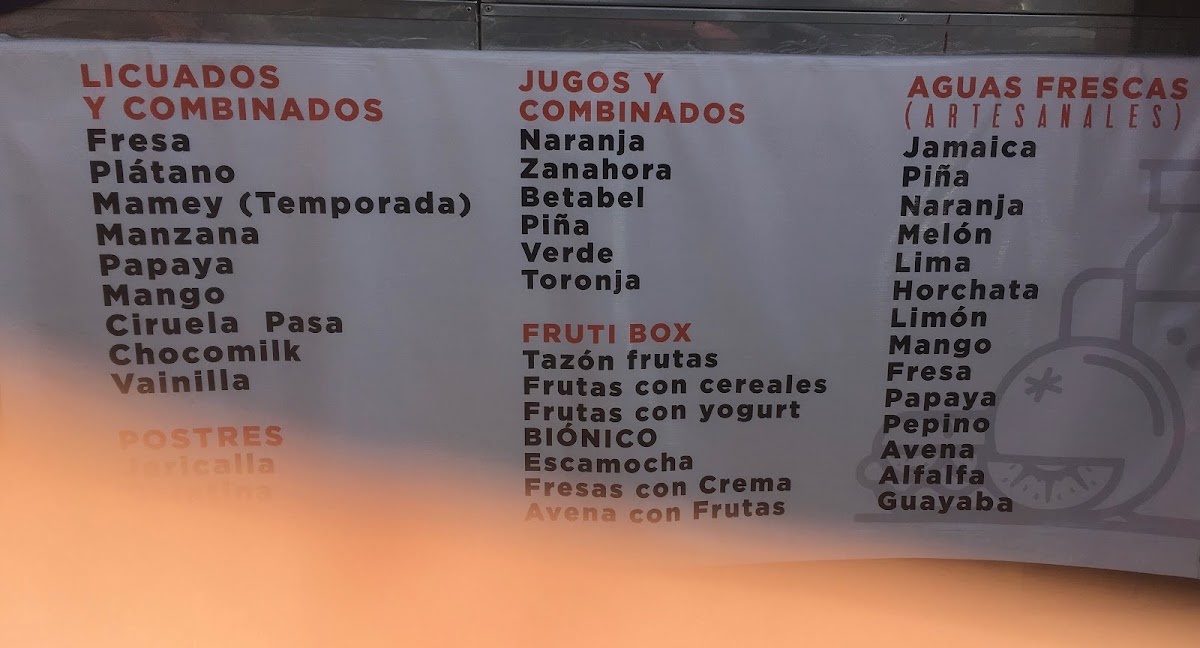 LICUADOS
Y COMBINADOS
Fresa
Plátano
Mamey (Temporada)
Manzana
Papaya
Mango
Ciruela Pasa
Chocomilk
Vainilla
POSTRES
Jericalla
JUGOS Y
COMBINADOS
Naranja
Zanahora
Betabel
Piña
Verde
Toronja
FRUTI BOX
Tazón frutas
Frutas con cereales
Frutas con yogurt
BIÓNICO
Escamocha
Fresas con Crema
Avena con Frutas
AGUAS FRESCAS
(ARTESANALES)
Jamaica
Piña
Naranja
Melón
Lima
Horchata
Limón
Mango
Fresa
Papaya
Pepino
Avena
Alfalfa
Guayaba